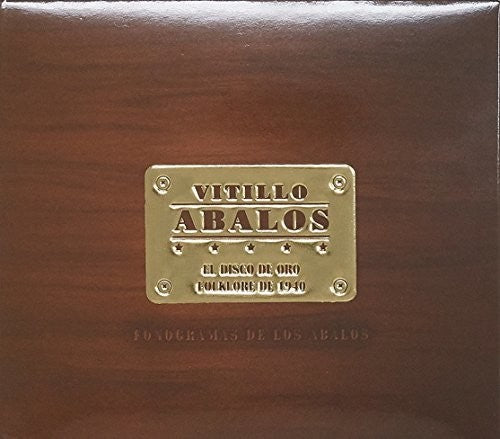 VITILLO
ABALOS
EL DISCO DE ORO
FOLKLORE DE 1940
FONOGRAMAS DE LOS ABALOS